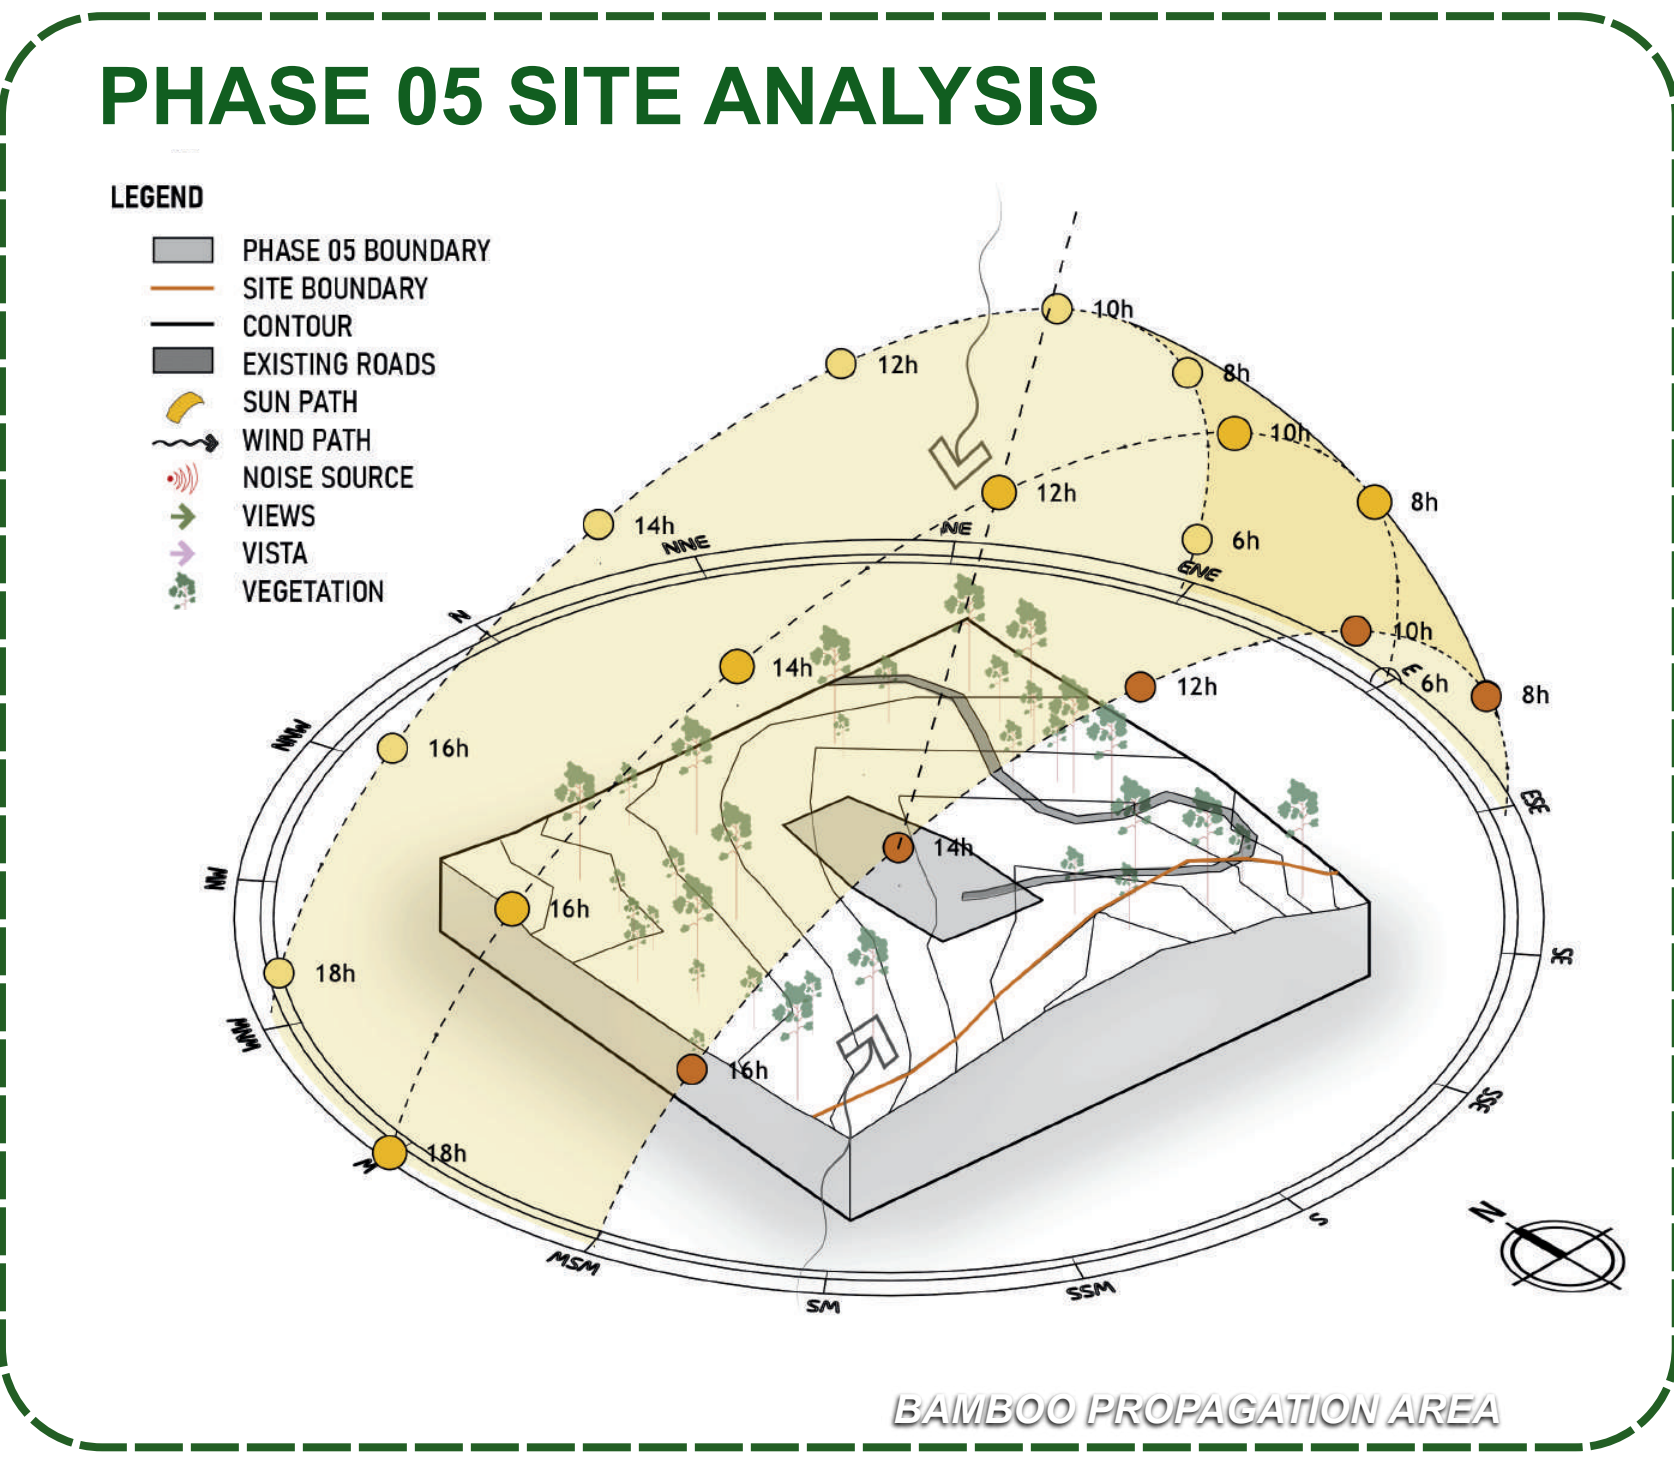 PHASE 05 SITE ANALYSIS
LEGEND
PHASE 05 BOUNDARY
SITE BOUNDARY
CONTOUR
EXISTING ROADS
SUN PATH
WIND PATH
NOISE SOURCE
VIEWS
VISTA
VEGETATION
10h
12h
8h
10h
12h
8h
14h
NNE
NE
6h
ENE
N
10h
14h
E
6h
12h
8h
NNW
16h
ESE
14h
NW
16h
SE
18h
WNW
16h
SSE
18h
W
S
N
WSW
SSW
SW
BAMBOO PROPAGATION AREA